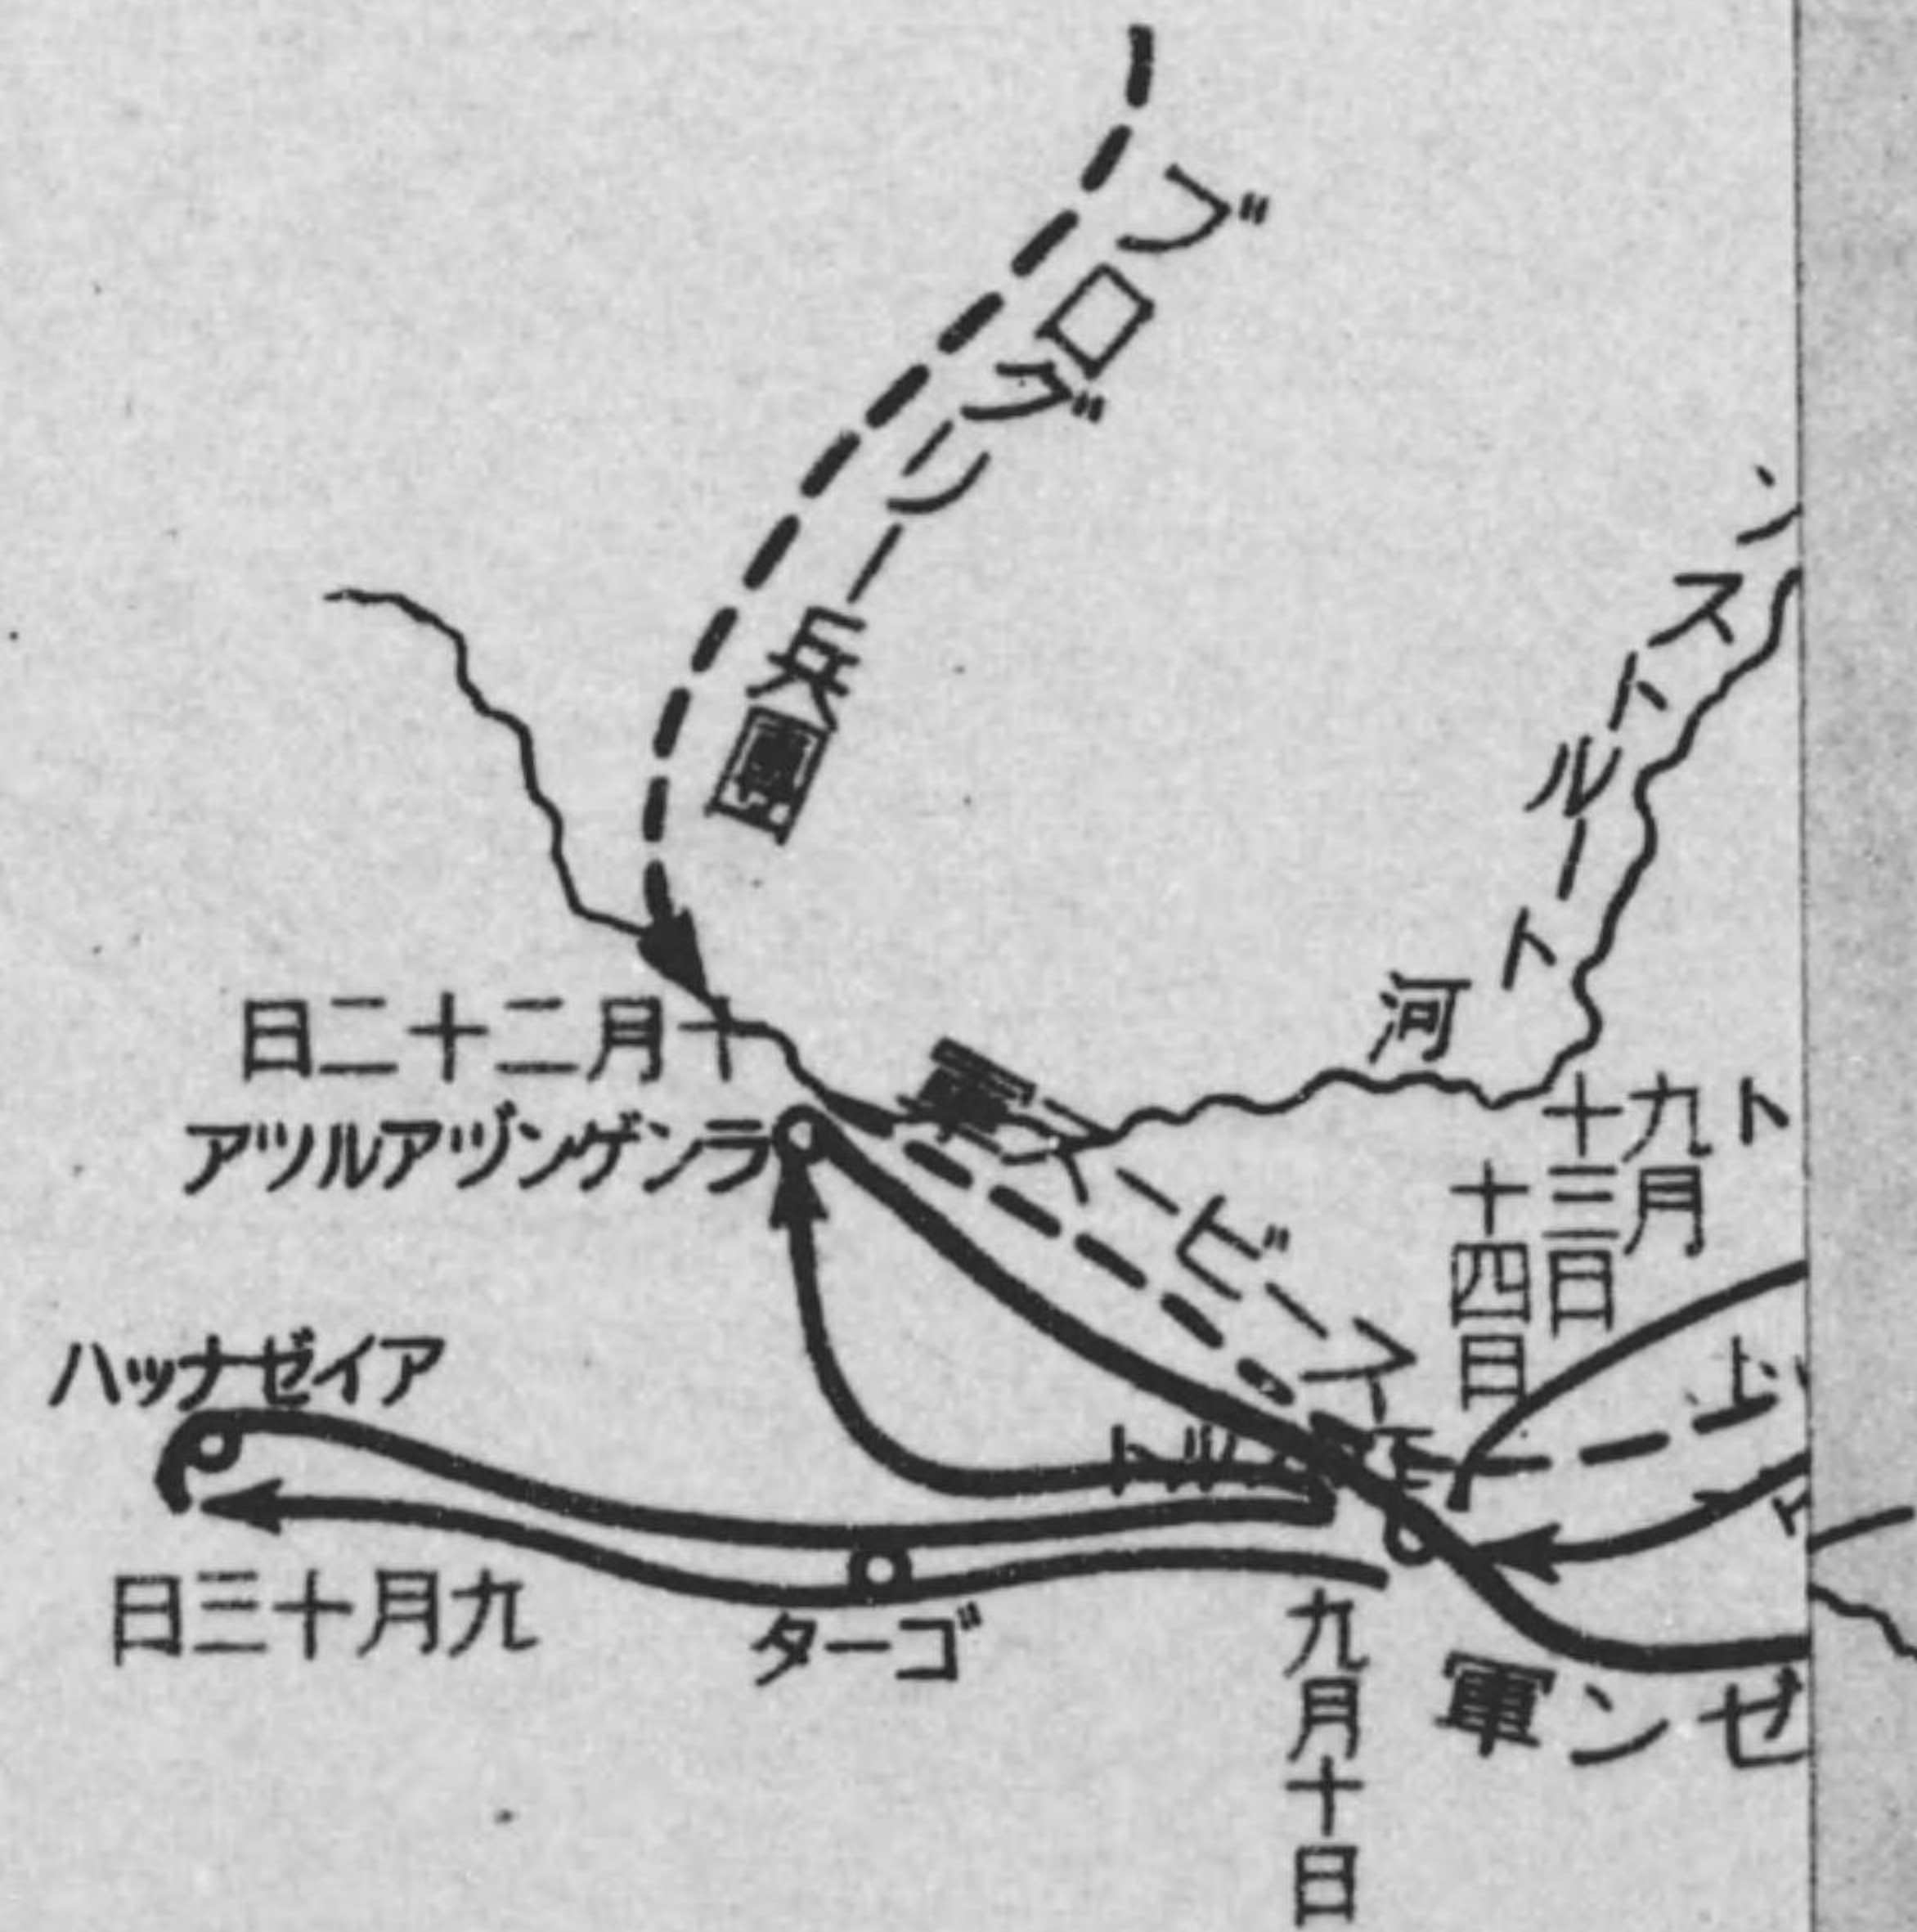 ブログリー兵團
ンストルート河
十月二十二日
ランゲンヅアルツア
スービーズ軍
ト
九月
十三日
十四日
上
アイゼナッハ
九月十三日
ゴータ
九月十日
ゼン軍